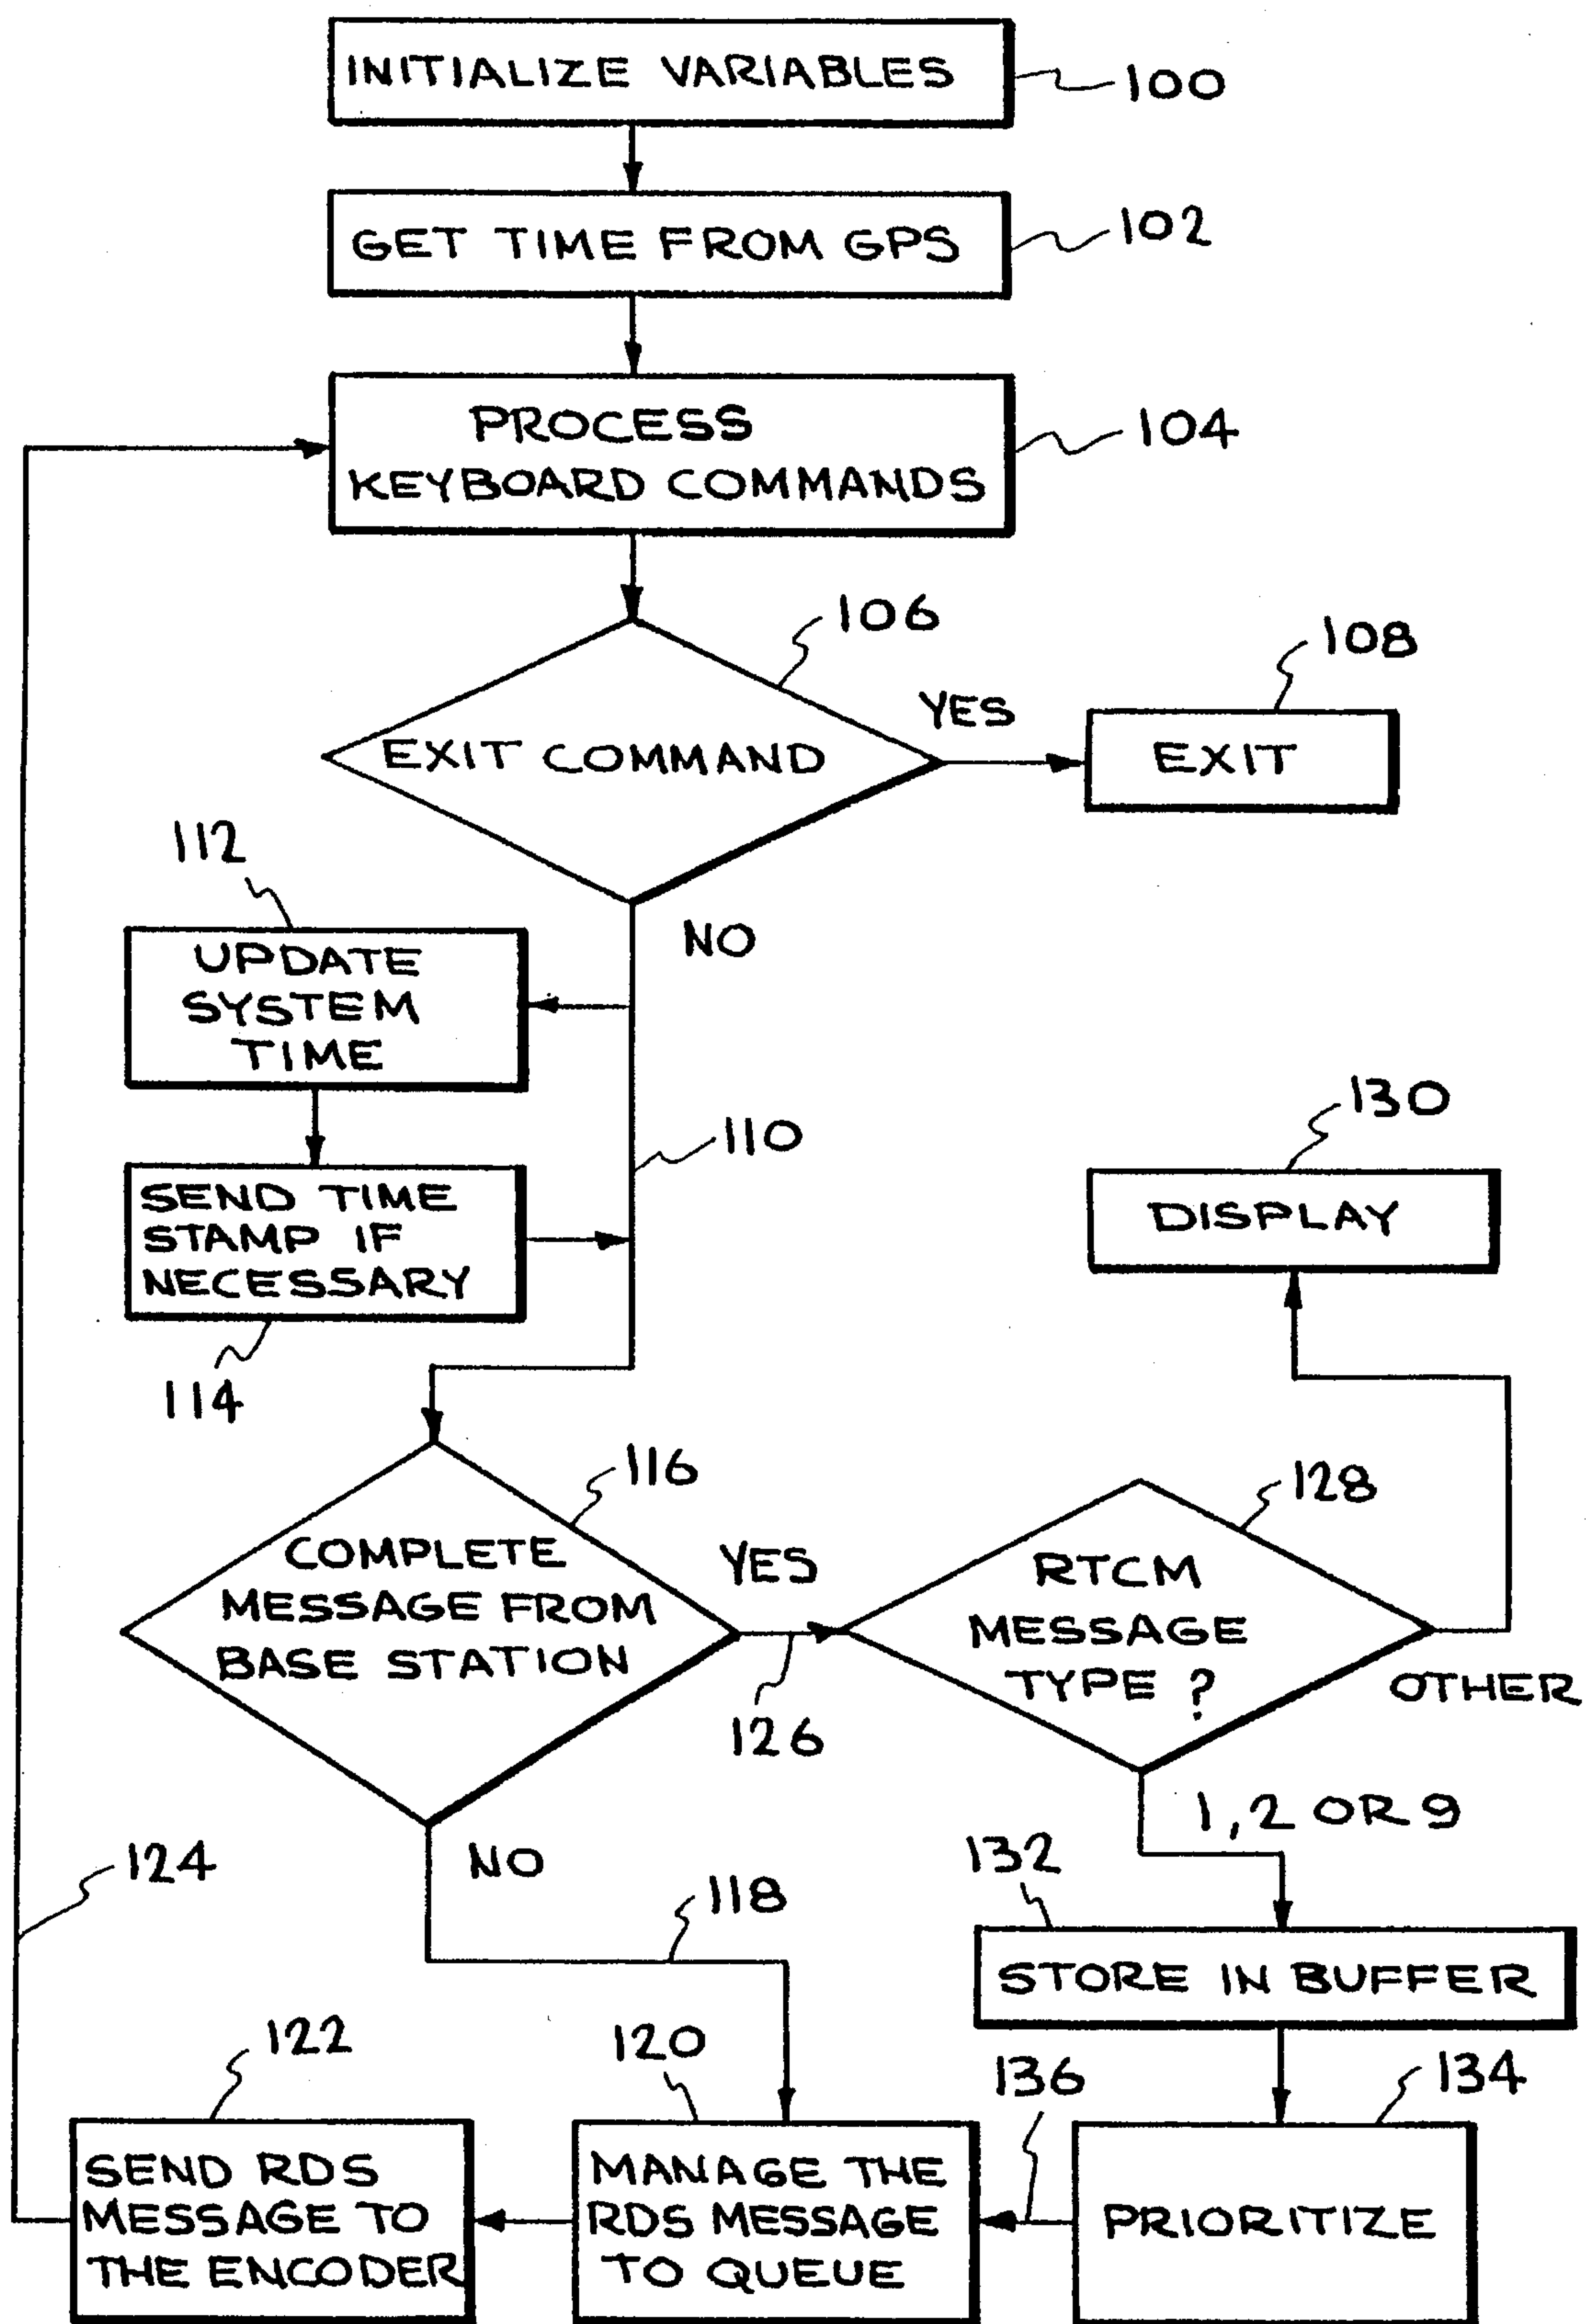 INITIALIZE VARIABLES
100
GET TIME FROM GPS
102
PROCESS
KEYBOARD COMMANDS
104
106
EXIT COMMAND
YES
108
EXIT
NO
112
UPDATE
SYSTEM
TIME
110
SEND TIME
STAMP IF
NECESSARY
114
130
DISPLAY
116
COMPLETE
MESSAGE FROM
BASE STATION
YES
126
128
RTCM
MESSAGE
TYPE ?
OTHER
1, 2 OR 9
NO
118
124
132
STORE IN BUFFER
134
PRIORITIZE
136
120
MANAGE THE
RDS MESSAGE
TO QUEUE
122
SEND RDS
MESSAGE TO
THE ENCODER